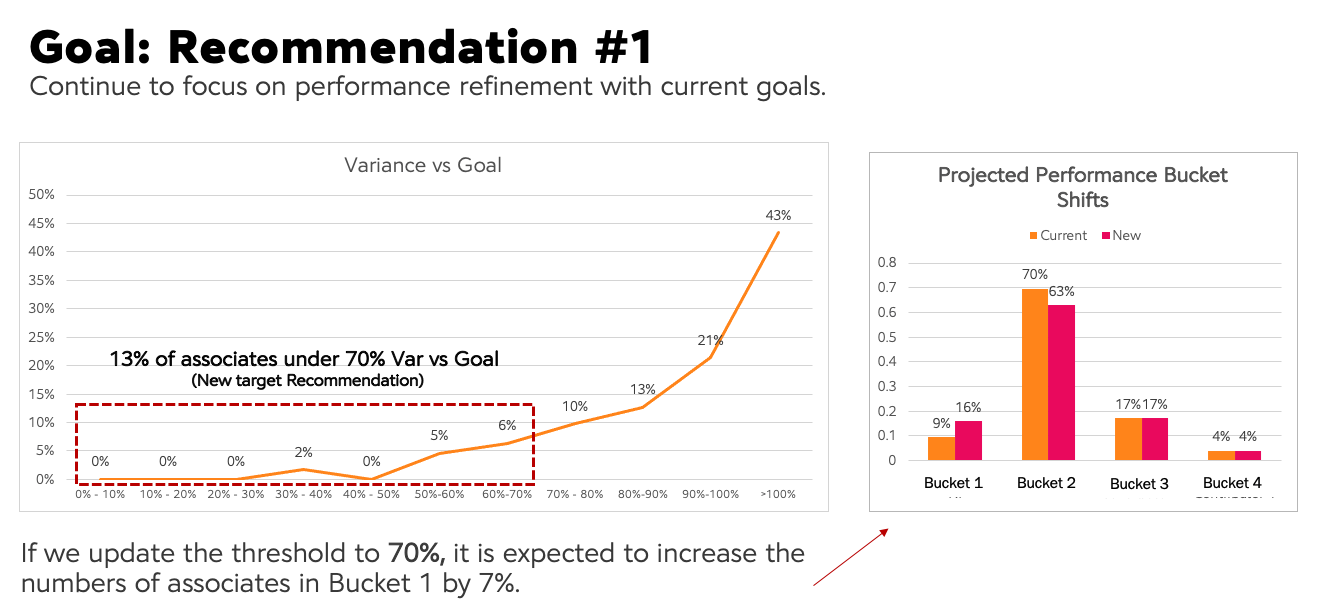 Goal: Recommendation #1
Continue to focus on performance refinement with current goals.
Variance vs Goal
50%
45%
40%
35%
30%
25%
20%
15%
10%
5%
0%
13% of associates under 70% Var vs Goal
(New target Recommendation)
0%
0%
0%
2%
0%
5%
6%
10%
13%
21%
43%
0% - 10%
10% - 20%
20% - 30%
30% - 40%
40% - 50%
50%-60%
60%-70%
70% - 80%
80%-90%
90%-100%
>100%
Projected Performance Bucket
Shifts
Current
New
0.8
0.7
0.6
0.5
0.4
0.3
0.2
0.1
0
9%
16%
70%
63%
17%
17%
4%
4%
Bucket 1
Bucket 2
Bucket 3
Bucket 4
If we update the threshold to 70%, it is expected to increase the
numbers of associates in Bucket 1 by 7%.